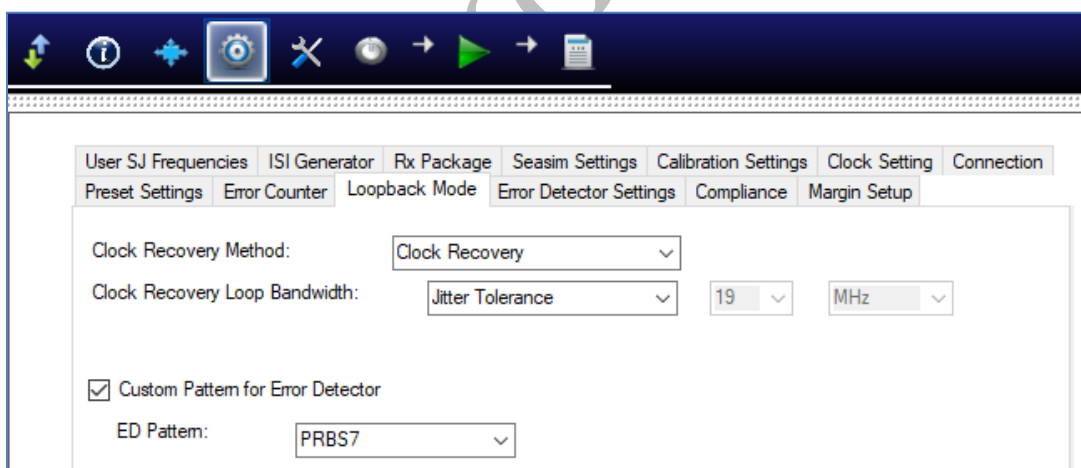 User SJ Frequencies ISI Generator Rx Package Seasim Settings Calibration Settings Clock Setting Connection
Preset Settings Error Counter Loopback Mode Error Detector Settings Compliance Margin Setup
Clock Recovery Method: Clock Recovery
Clock Recovery Loop Bandwidth: Jitter Tolerance 19 MHz
Custom Pattern for Error Detector
ED Pattern: PRBS7